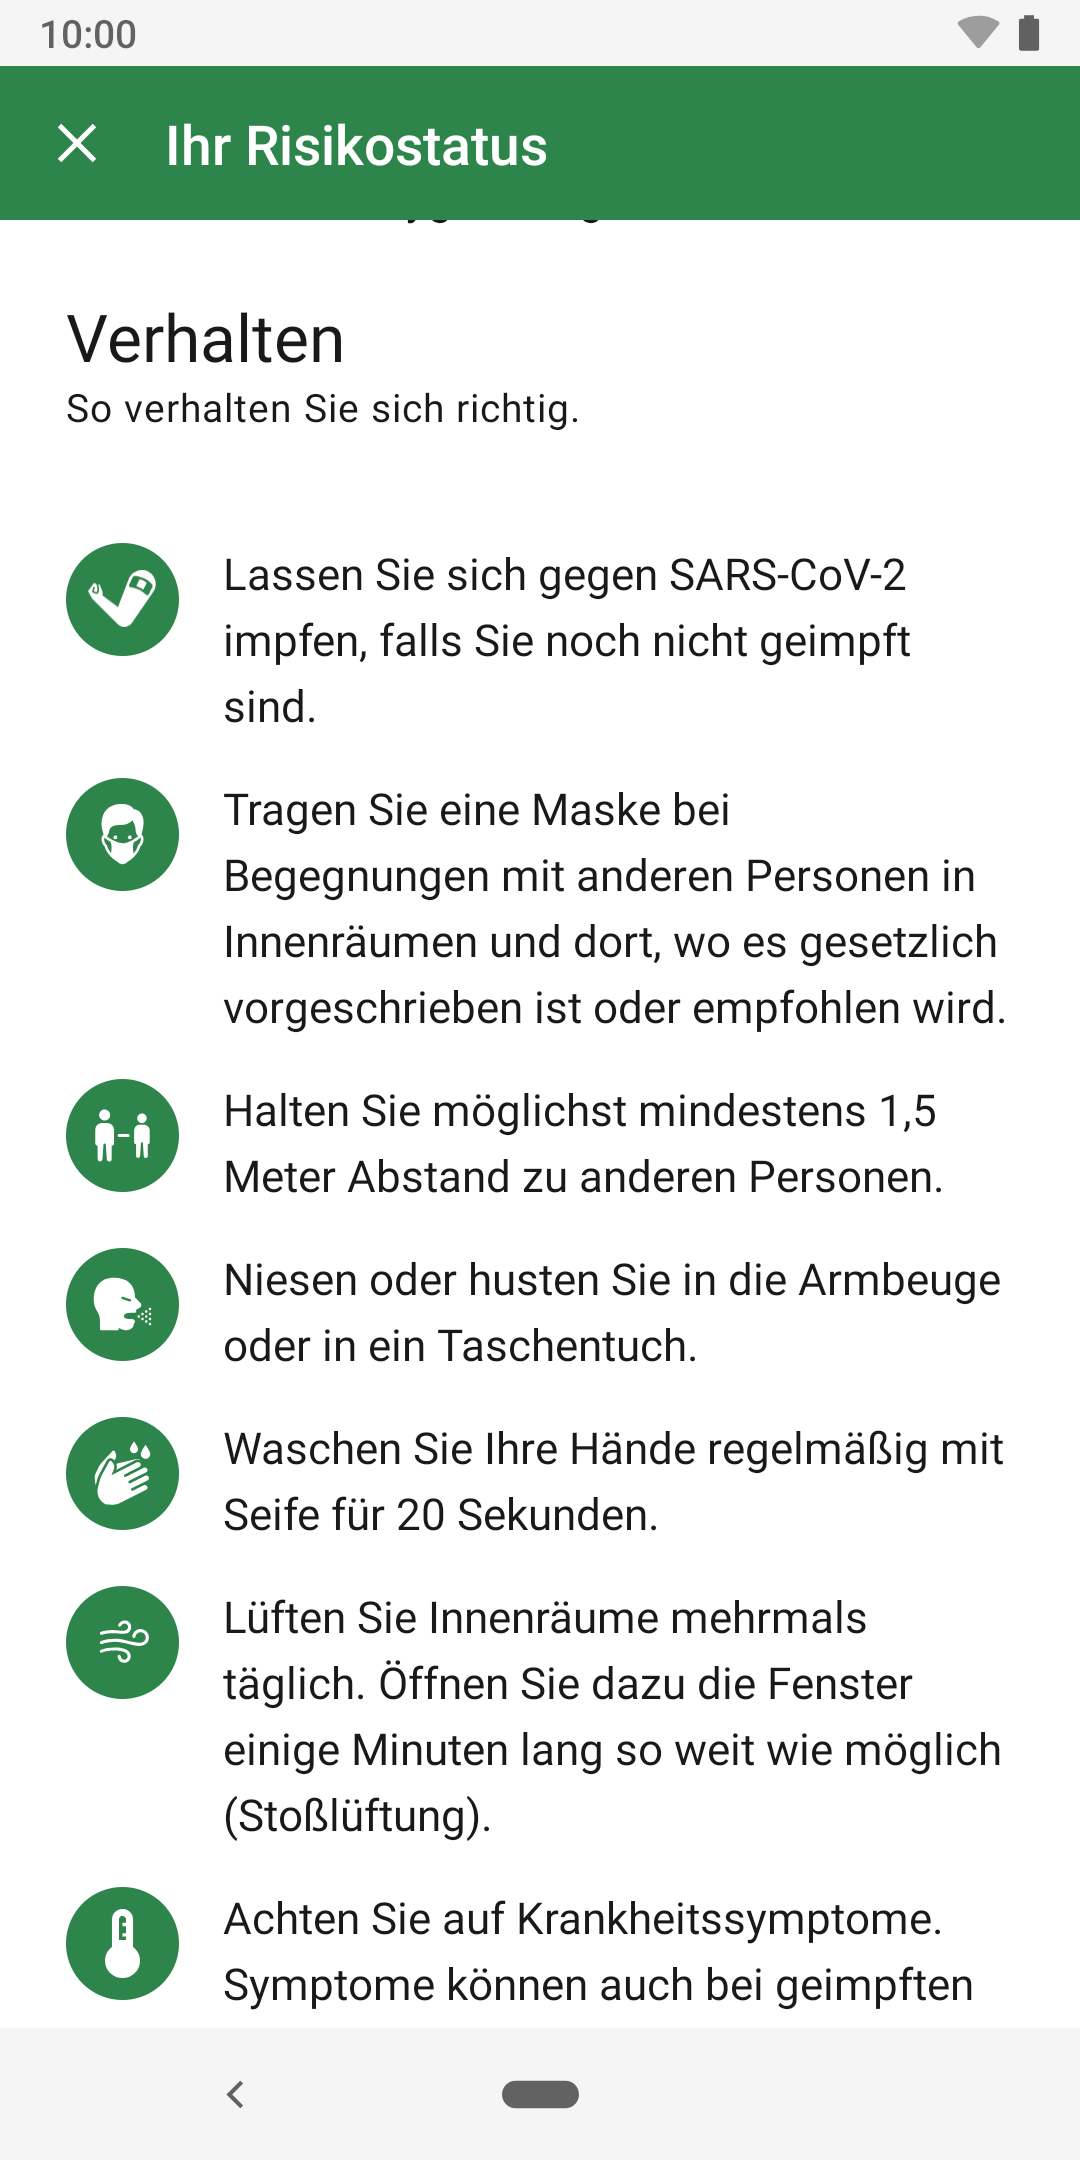 10:00
Ihr Risikostatus
Verhalten
So verhalten Sie sich richtig.
Lassen Sie sich gegen SARS-CoV-2
impfen, falls Sie noch nicht geimpft
sind.
Tragen Sie eine Maske bei
Begegnungen mit anderen Personen in
Innenräumen und dort, wo es gesetzlich
vorgeschrieben ist oder empfohlen wird.
Halten Sie möglichst mindestens 1,5
Meter Abstand zu anderen Personen.
Niesen oder husten Sie in die Armbeuge
oder in ein Taschentuch.
Waschen Sie Ihre Hände regelmäßig mit
Seife für 20 Sekunden.
Lüften Sie Innenräume mehrmals
täglich. Öffnen Sie dazu die Fenster
einige Minuten lang so weit wie möglich
(Stoßlüftung).
Achten Sie auf Krankheitssymptome.
Symptome können auch bei geimpften